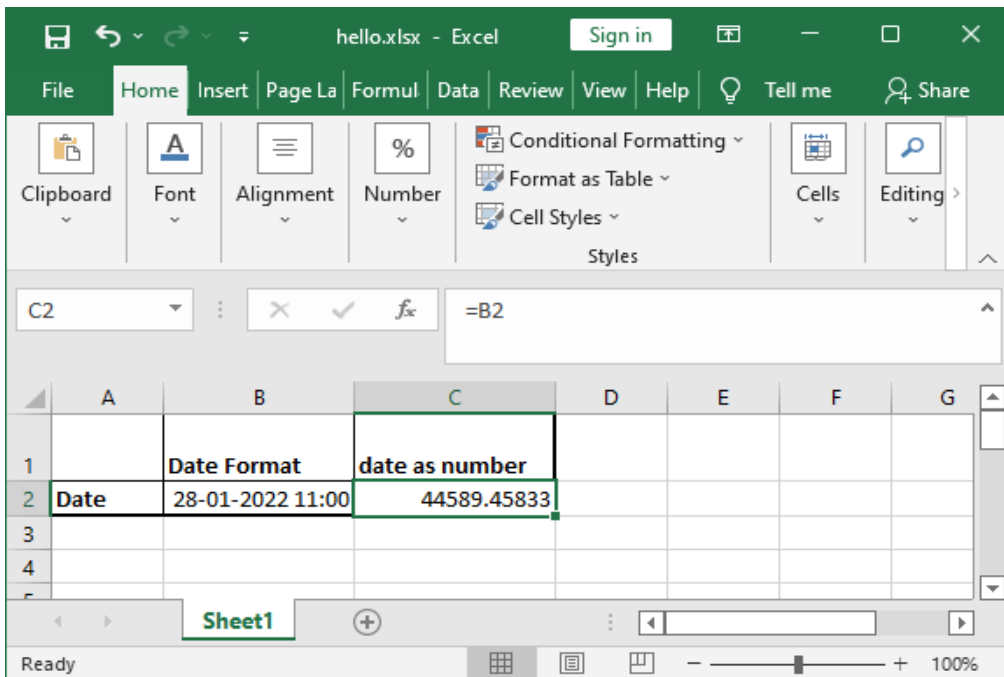 hello.xlsx - Excel Sign in
File Home Insert Page La Formul Data Review View Help Tell me Share
Clipboard Font Alignment Number Conditional Formatting Format as Table Cell Styles Cells Editing
Styles
C2 fx =B2
A B C D E F G
1 Date Format date as number
2 Date 28-01-2022 11:00 44589.45833
3
4
Sheet1
Ready 100%